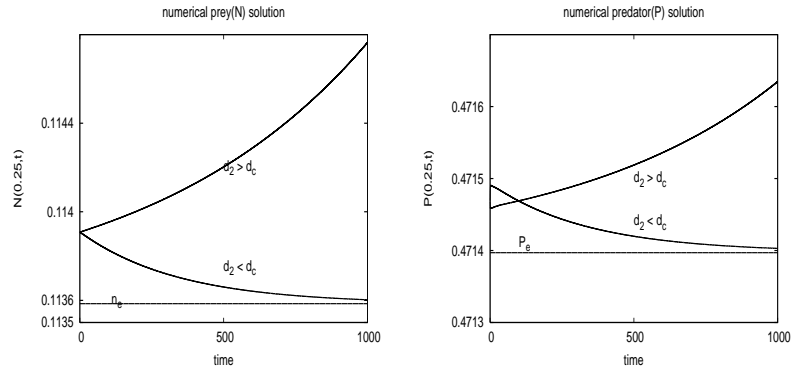 numerical prey(N) solution
N(0.25,t)
0.1144
0.114
0.1136
0.1135
d2 > dc
d2 < dc
ne
0
500
1000
time
numerical predator(P) solution
P(0.25,t)
0.4716
0.4715
0.4714
0.4713
d2 > dc
d2 < dc
Pe
0
500
1000
time